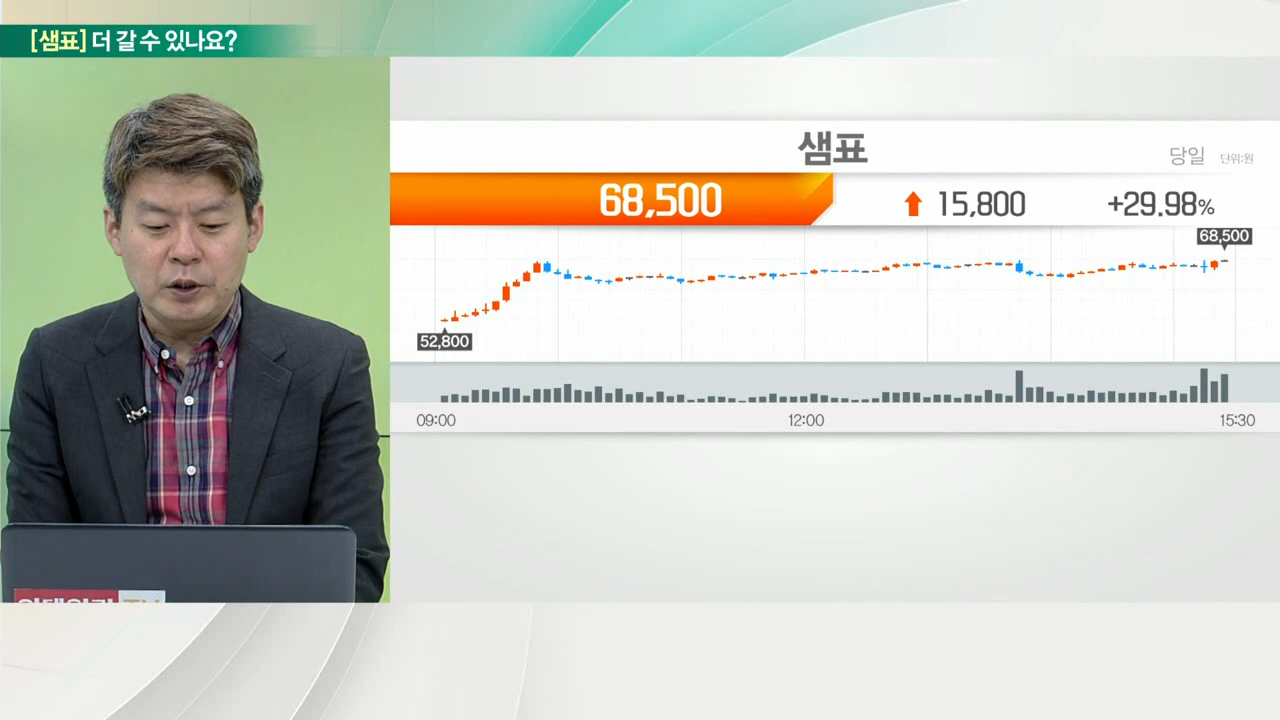 [샘표] 더 갈 수 있나요?
샘표
당일 단위:원
68,500 15,800 +29.98%
68,500
52,800
09:00 12:00 15:30